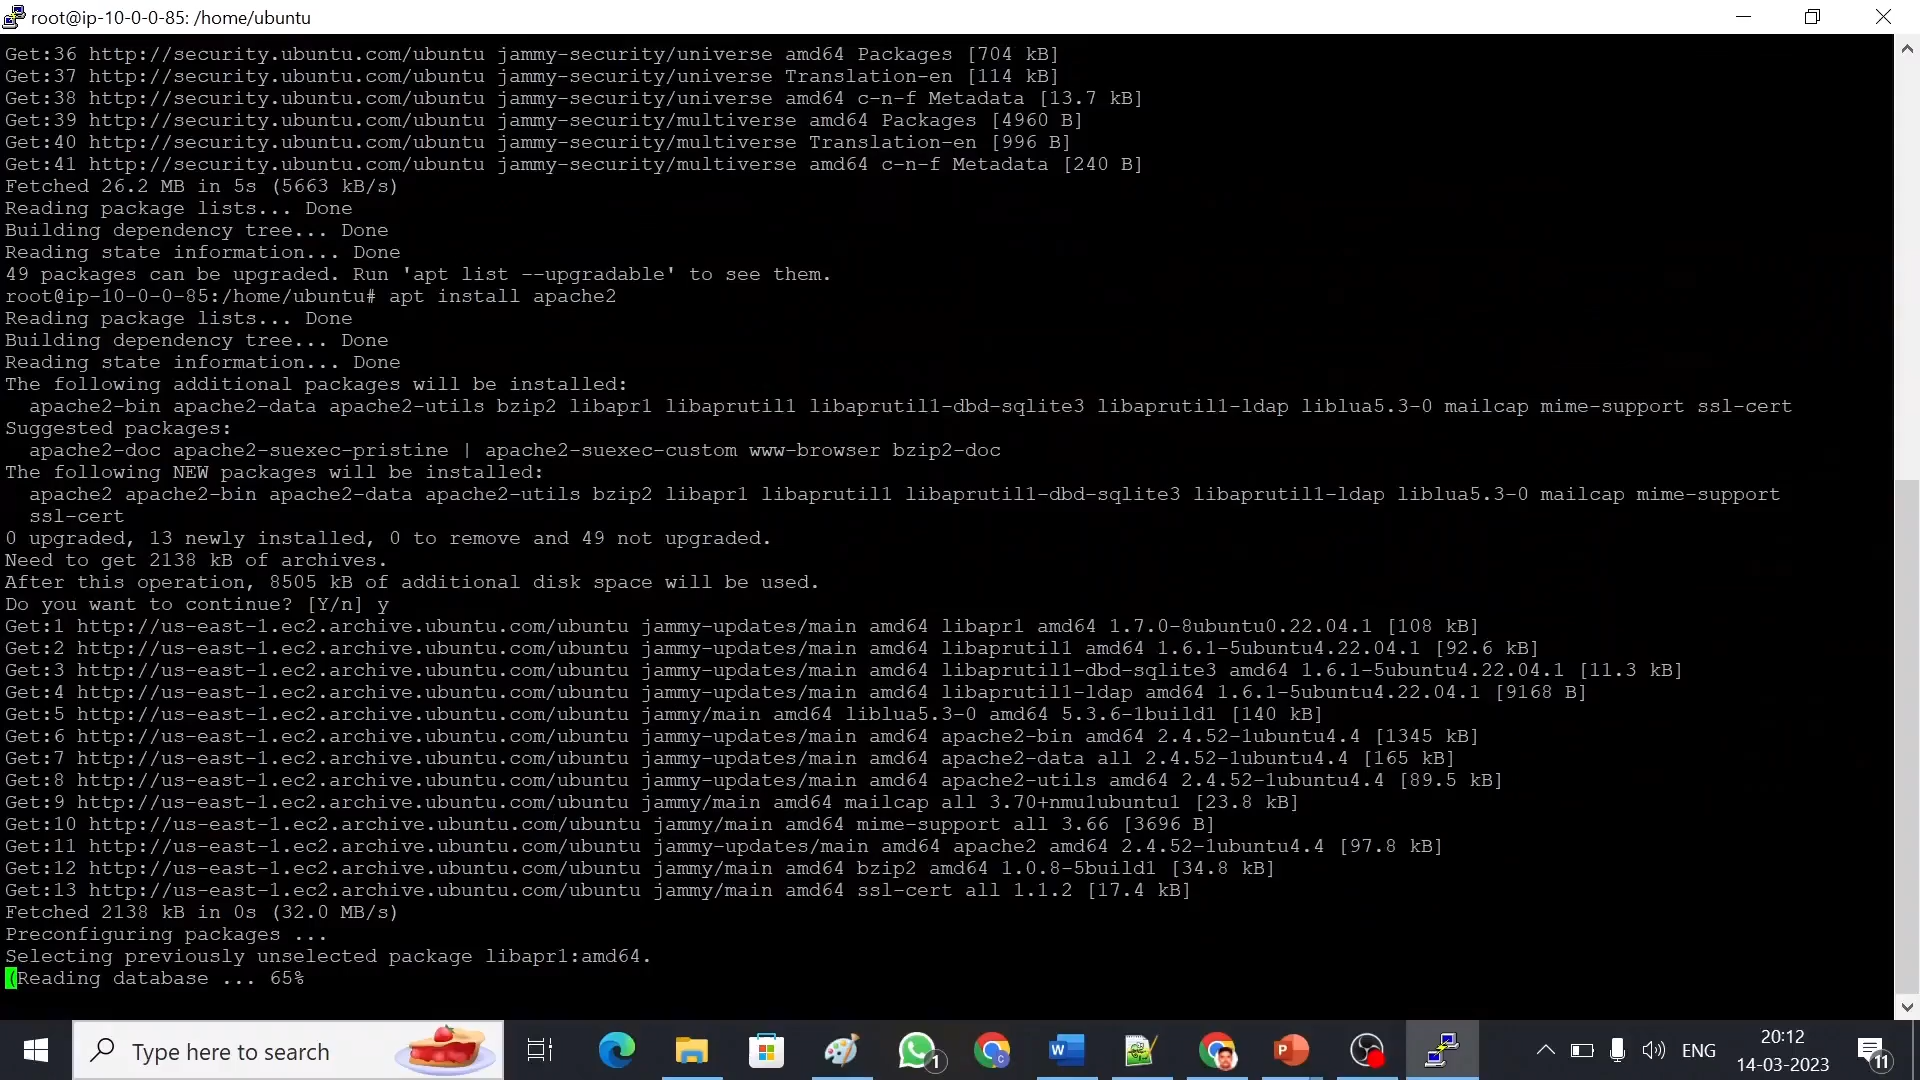 root@ip-10-0-0-85: /home/ubuntu
Get:36 http://security.ubuntu.com/ubuntu jammy-security/universe amd64 Packages [704 kB]
Get:37 http://security.ubuntu.com/ubuntu jammy-security/universe Translation-en [114 kB]
Get:38 http://security.ubuntu.com/ubuntu jammy-security/universe amd64 c-n-f Metadata [13.7 kB]
Get:39 http://security.ubuntu.com/ubuntu jammy-security/multiverse amd64 Packages [4960 B]
Get:40 http://security.ubuntu.com/ubuntu jammy-security/multiverse Translation-en [996 B]
Get:41 http://security.ubuntu.com/ubuntu jammy-security/multiverse amd64 c-n-f Metadata [240 B]
Fetched 26.2 MB in 5s (5663 kB/s)
Reading package lists... Done
Building dependency tree... Done
Reading state information... Done
49 packages can be upgraded. Run 'apt list --upgradable' to see them.
root@ip-10-0-0-85:/home/ubuntu# apt install apache2
Reading package lists... Done
Building dependency tree... Done
Reading state information... Done
The following additional packages will be installed:
apache2-bin apache2-data apache2-utils bzip2 libapr1 libaprutil1 libaprutil1-dbd-sqlite3 libaprutil1-ldap liblua5.3-0 mailcap mime-support ssl-cert
Suggested packages:
apache2-doc apache2-suexec-pristine | apache2-suexec-custom www-browser bzip2-doc
The following NEW packages will be installed:
apache2 apache2-bin apache2-data apache2-utils bzip2 libapr1 libaprutil1 libaprutil1-dbd-sqlite3 libaprutil1-ldap liblua5.3-0 mailcap mime-support
ssl-cert
0 upgraded, 13 newly installed, 0 to remove and 49 not upgraded.
Need to get 2138 kB of archives.
After this operation, 8505 kB of additional disk space will be used.
Do you want to continue? [Y/n] y
Get:1 http://us-east-1.ec2.archive.ubuntu.com/ubuntu jammy-updates/main amd64 libapr1 amd64 1.7.0-8ubuntu0.22.04.1 [108 kB]
Get:2 http://us-east-1.ec2.archive.ubuntu.com/ubuntu jammy-updates/main amd64 libaprutil1 amd64 1.6.1-5ubuntu4.22.04.1 [92.6 kB]
Get:3 http://us-east-1.ec2.archive.ubuntu.com/ubuntu jammy-updates/main amd64 libaprutil1-dbd-sqlite3 amd64 1.6.1-5ubuntu4.22.04.1 [11.3 kB]
Get:4 http://us-east-1.ec2.archive.ubuntu.com/ubuntu jammy-updates/main amd64 libaprutil1-ldap amd64 1.6.1-5ubuntu4.22.04.1 [9168 B]
Get:5 http://us-east-1.ec2.archive.ubuntu.com/ubuntu jammy/main amd64 liblua5.3-0 amd64 5.3.6-1build1 [140 kB]
Get:6 http://us-east-1.ec2.archive.ubuntu.com/ubuntu jammy-updates/main amd64 apache2-bin amd64 2.4.52-1ubuntu4.4 [1345 kB]
Get:7 http://us-east-1.ec2.archive.ubuntu.com/ubuntu jammy-updates/main amd64 apache2-data all 2.4.52-1ubuntu4.4 [165 kB]
Get:8 http://us-east-1.ec2.archive.ubuntu.com/ubuntu jammy-updates/main amd64 apache2-utils amd64 2.4.52-1ubuntu4.4 [89.5 kB]
Get:9 http://us-east-1.ec2.archive.ubuntu.com/ubuntu jammy/main amd64 mailcap all 3.70+nmu1ubuntu1 [23.8 kB]
Get:10 http://us-east-1.ec2.archive.ubuntu.com/ubuntu jammy/main amd64 mime-support all 3.66 [3696 B]
Get:11 http://us-east-1.ec2.archive.ubuntu.com/ubuntu jammy-updates/main amd64 apache2 amd64 2.4.52-1ubuntu4.4 [97.8 kB]
Get:12 http://us-east-1.ec2.archive.ubuntu.com/ubuntu jammy/main amd64 bzip2 amd64 1.0.8-5build1 [34.8 kB]
Get:13 http://us-east-1.ec2.archive.ubuntu.com/ubuntu jammy/main amd64 ssl-cert all 1.1.2 [17.4 kB]
Fetched 2138 kB in 0s (32.0 MB/s)
Preconfiguring packages ...
Selecting previously unselected package libapr1:amd64.
(Reading database ... 65%
Type here to search
1
ENG
20:12
14-03-2023
11